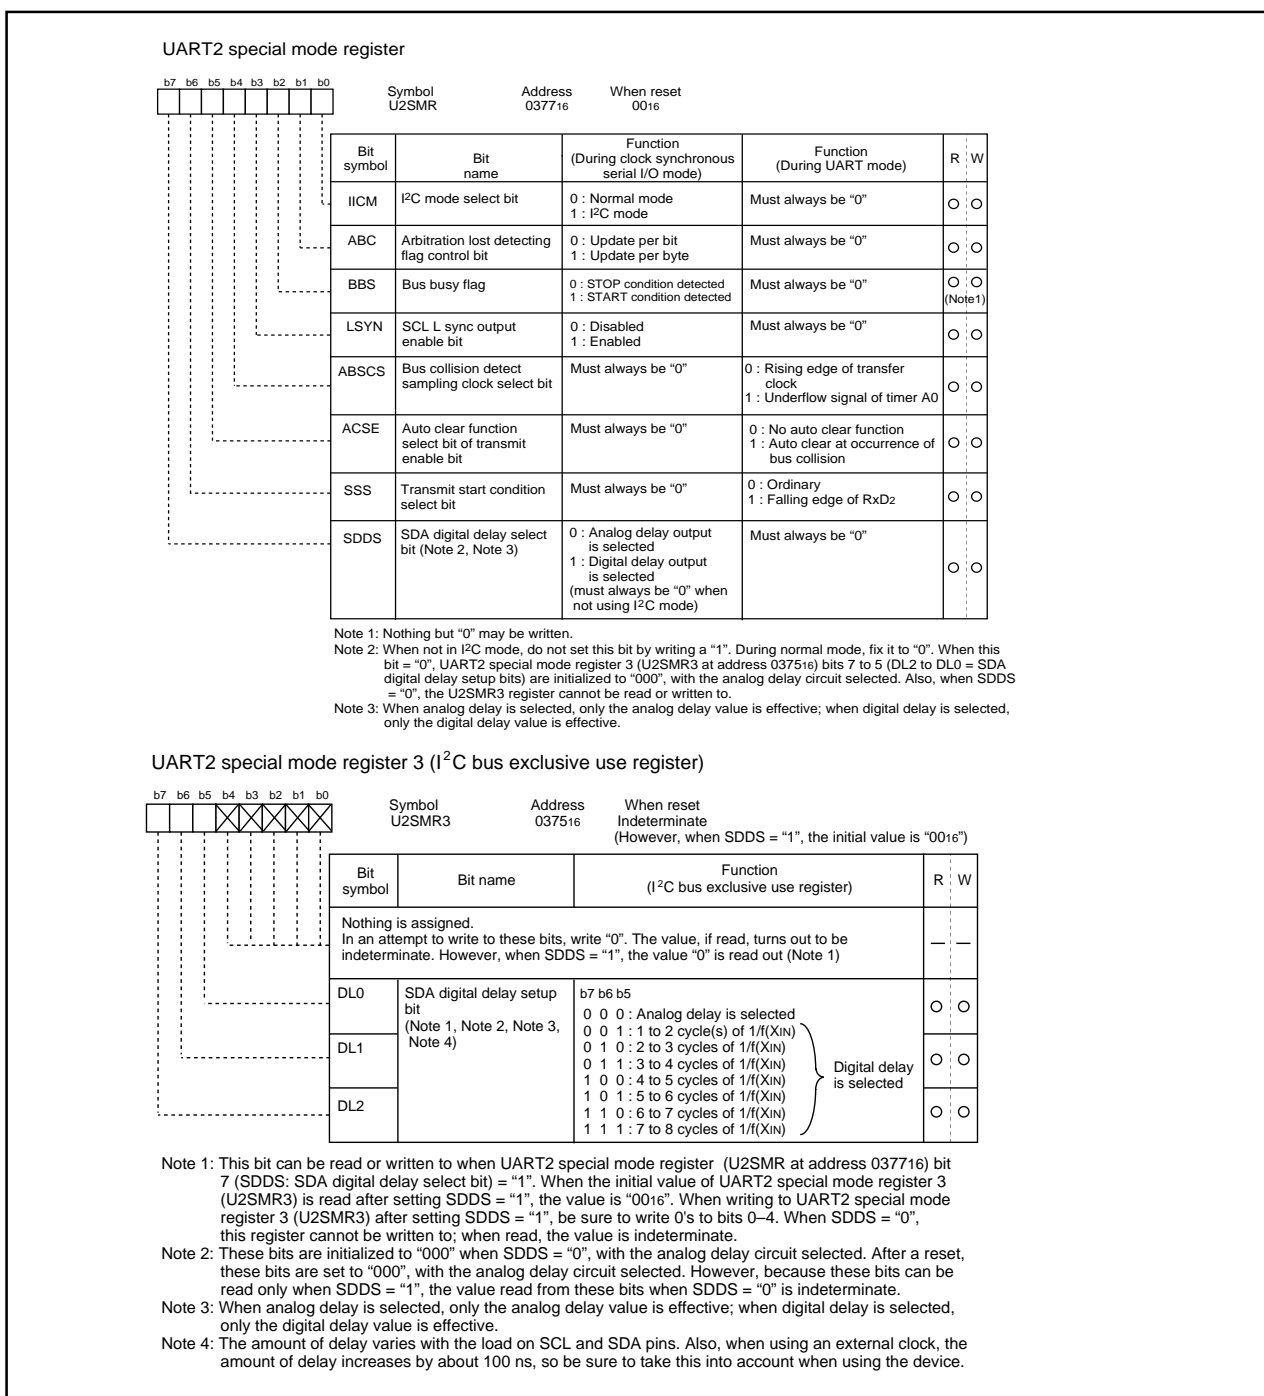 UART2 special mode register
b7 b6 b5 b4 b3 b2 b1 b0
Symbol Address When reset
U2SMR 037716 0016
Bit symbol Bit name Function (During clock synchronous serial I/O mode) Function (During UART mode) R W
IICM I2C mode select bit 0 : Normal mode Must always be “0”
1 : I2C mode
ABC Arbitration lost detecting 0 : Update per bit Must always be “0”
flag control bit 1 : Update per byte
BBS Bus busy flag 0 : STOP condition detected Must always be “0”
1 : START condition detected (Note1)
LSYN SCL L sync output 0 : Disabled Must always be “0”
enable bit 1 : Enabled
ABSCS Bus collision detect Must always be “0” 0 : Rising edge of transfer
sampling clock select bit clock
1 : Underflow signal of timer A0
ACSE Auto clear function Must always be “0” 0 : No auto clear function
select bit of transmit 1 : Auto clear at occurrence of
enable bit bus collision
SSS Transmit start condition Must always be “0” 0 : Ordinary
select bit 1 : Falling edge of RxD2
SDDS SDA digital delay select 0 : Analog delay output Must always be “0”
bit (Note 2, Note 3) is selected
1 : Digital delay output
is selected
(must always be “0” when
not using I2C mode)
Note 1: Nothing but “0” may be written.
Note 2: When not in I2C mode, do not set this bit by writing a “1”. During normal mode, fix it to “0”. When this
bit = “0”, UART2 special mode register 3 (U2SMR3 at address 037516) bits 7 to 5 (DL2 to DL0 = SDA
digital delay setup bits) are initialized to “000”, with the analog delay circuit selected. Also, when SDDS
= “0”, the U2SMR3 register cannot be read or written to.
Note 3: When analog delay is selected, only the analog delay value is effective; when digital delay is selected,
only the digital delay value is effective.
UART2 special mode register 3 (I2C bus exclusive use register)
b7 b6 b5 b4 b3 b2 b1 b0
Symbol Address When reset
U2SMR3 037516 Indeterminate
(However, when SDDS = “1”, the initial value is “0016”)
Bit symbol Bit name Function (I2C bus exclusive use register) R W
Nothing is assigned.
In an attempt to write to these bits, write “0”. The value, if read, turns out to be
indeterminate. However, when SDDS = “1”, the value “0” is read out (Note 1)
DL0 SDA digital delay setup b7 b6 b5
bit 0 0 0 : Analog delay is selected
(Note 1, Note 2, Note 3, 0 0 1 : 1 to 2 cycle(s) of 1/f(XIN)
Note 4) 0 1 0 : 2 to 3 cycles of 1/f(XIN)
DL1 0 1 1 : 3 to 4 cycles of 1/f(XIN) Digital delay
1 0 0 : 4 to 5 cycles of 1/f(XIN) is selected
1 0 1 : 5 to 6 cycles of 1/f(XIN)
DL2 1 1 0 : 6 to 7 cycles of 1/f(XIN)
1 1 1 : 7 to 8 cycles of 1/f(XIN)
Note 1: This bit can be read or written to when UART2 special mode register (U2SMR at address 037716) bit
7 (SDDS: SDA digital delay select bit) = “1”. When the initial value of UART2 special mode register 3
(U2SMR3) is read after setting SDDS = “1”, the value is “0016”. When writing to UART2 special mode
register 3 (U2SMR3) after setting SDDS = “1”, be sure to write 0's to bits 0–4. When SDDS = “0”,
this register cannot be written to; when read, the value is indeterminate.
Note 2: These bits are initialized to “000” when SDDS = “0”, with the analog delay circuit selected. After a reset,
these bits are set to “000”, with the analog delay circuit selected. However, because these bits can be
read only when SDDS = “1”, the value read from these bits when SDDS = “0” is indeterminate.
Note 3: When analog delay is selected, only the analog delay value is effective; when digital delay is selected,
only the digital delay value is effective.
Note 4: The amount of delay varies with the load on SCL and SDA pins. Also, when using an external clock, the
amount of delay increases by about 100 ns, so be sure to take this into account when using the device.